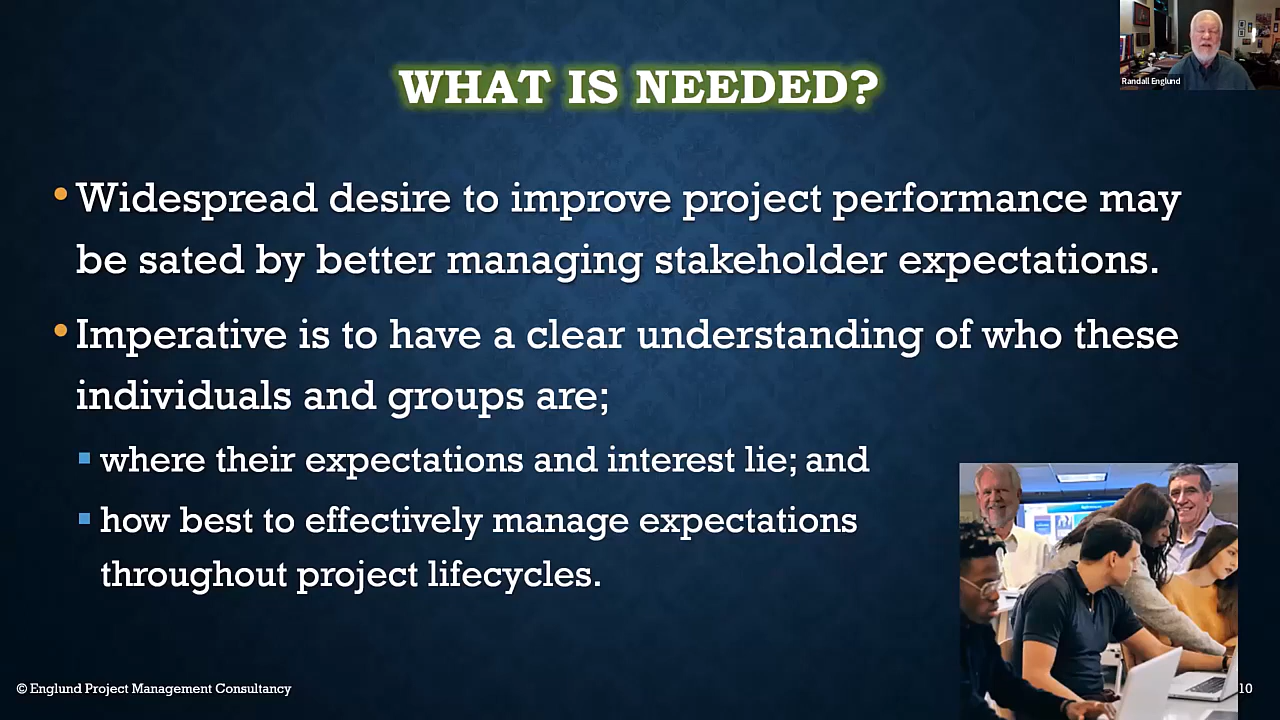 Randall Englund
WHAT IS NEEDED?
• Widespread desire to improve project performance may
be sated by better managing stakeholder expectations.
• Imperative is to have a clear understanding of who these
individuals and groups are;
▪ where their expectations and interest lie; and
▪ how best to effectively manage expectations
throughout project lifecycles.
© Englund Project Management Consultancy
10